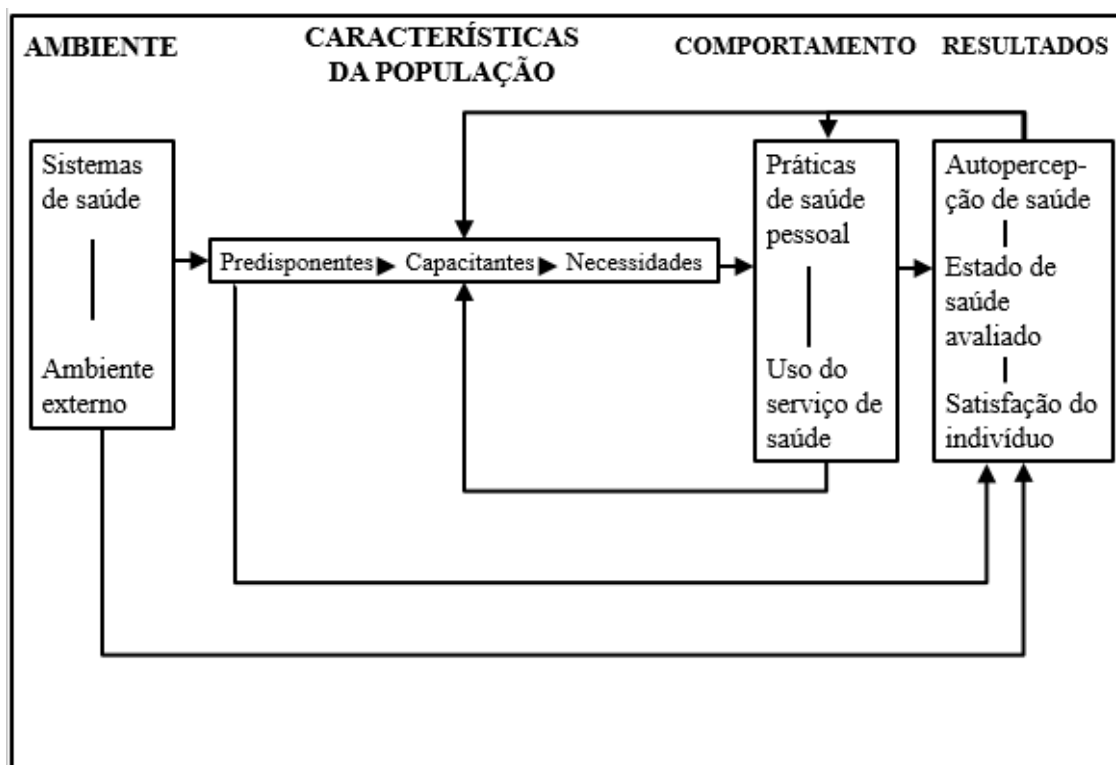 AMBIENTE
CARACTERÍSTICAS
DA POPULAÇÃO
COMPORTAMENTO
RESULTADOS
Sistemas
de saúde
Ambiente
externo
Predisponentes
Capacitantes
Necessidades
Práticas
de saúde
pessoal
Uso do
serviço de
saúde
Autopercep-
ção de saúde
Estado de
saúde
avaliado
Satisfação do
indivíduo